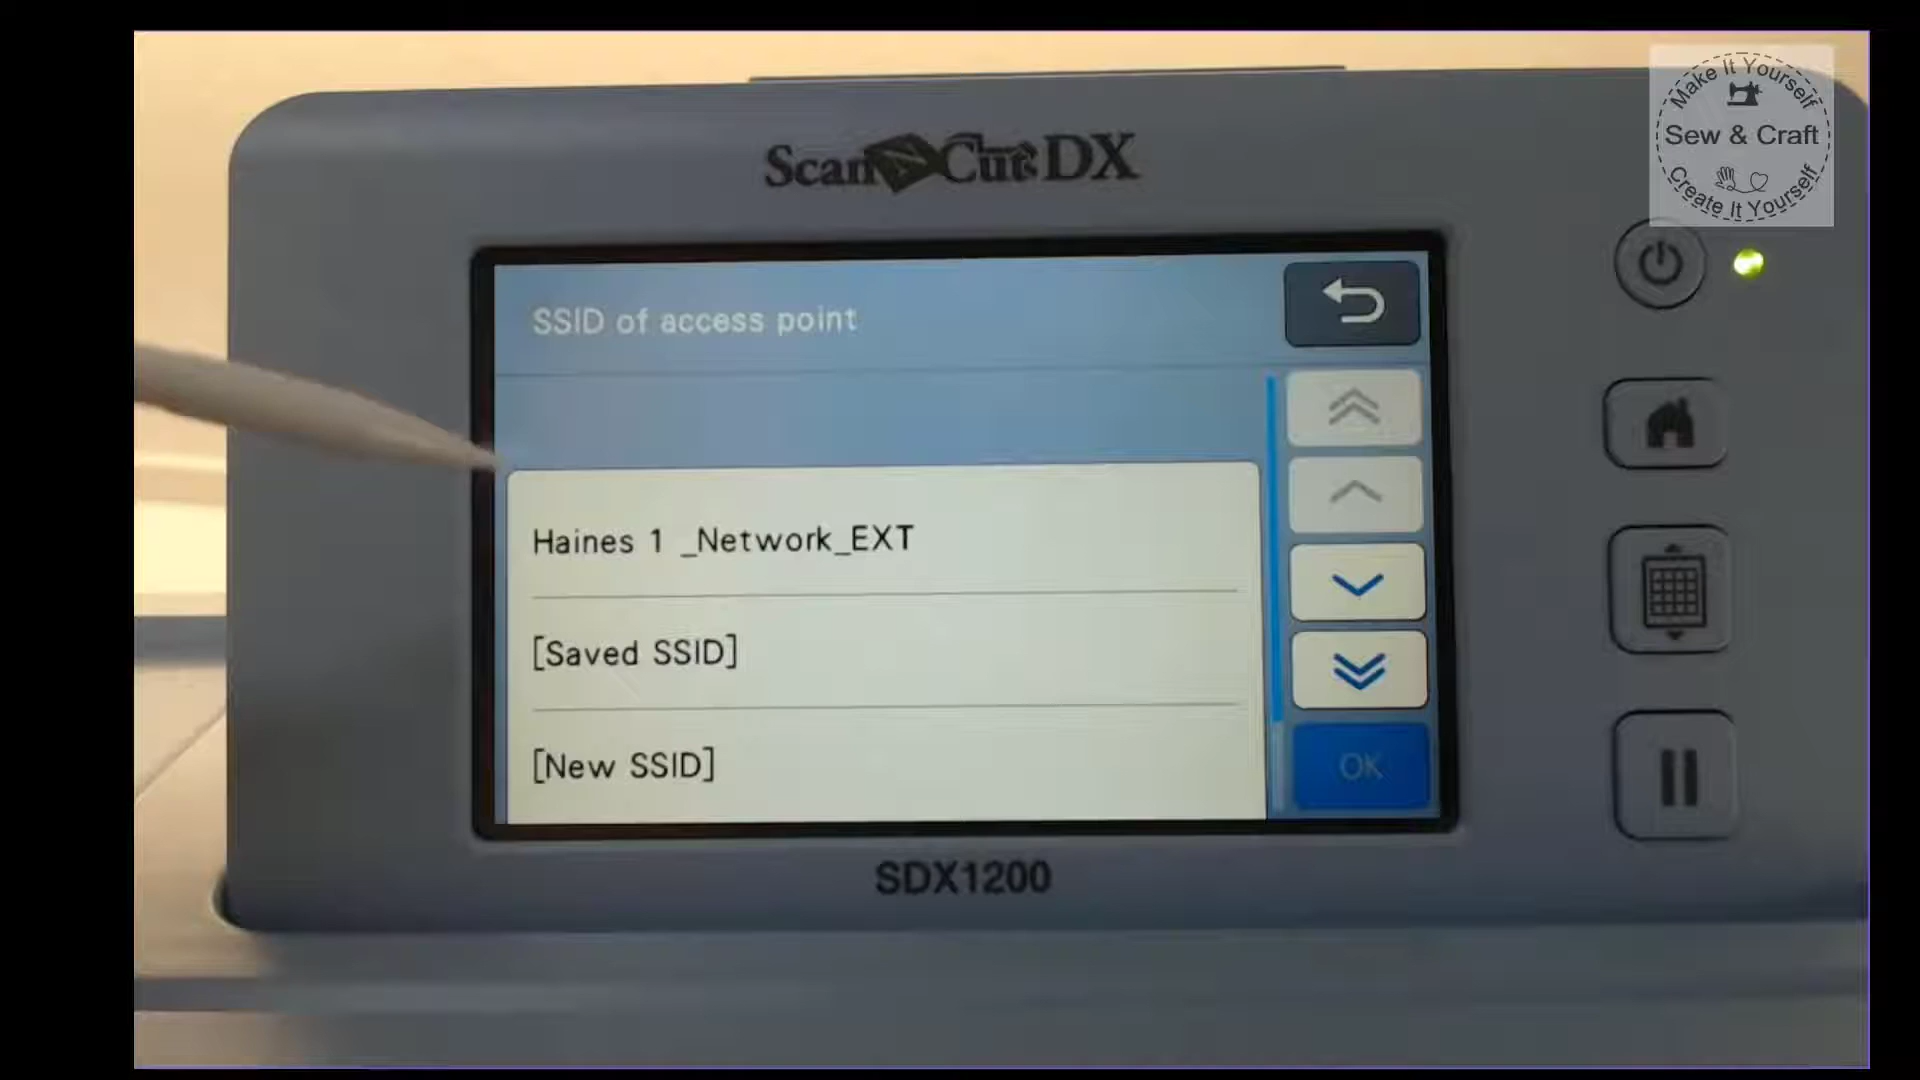 Make It Yourself
Sew & Craft
Create It Yourself
ScanNCut DX
SSID of access point
Haines 1 _Network_EXT
[Saved SSID]
[New SSID]
OK
SDX1200